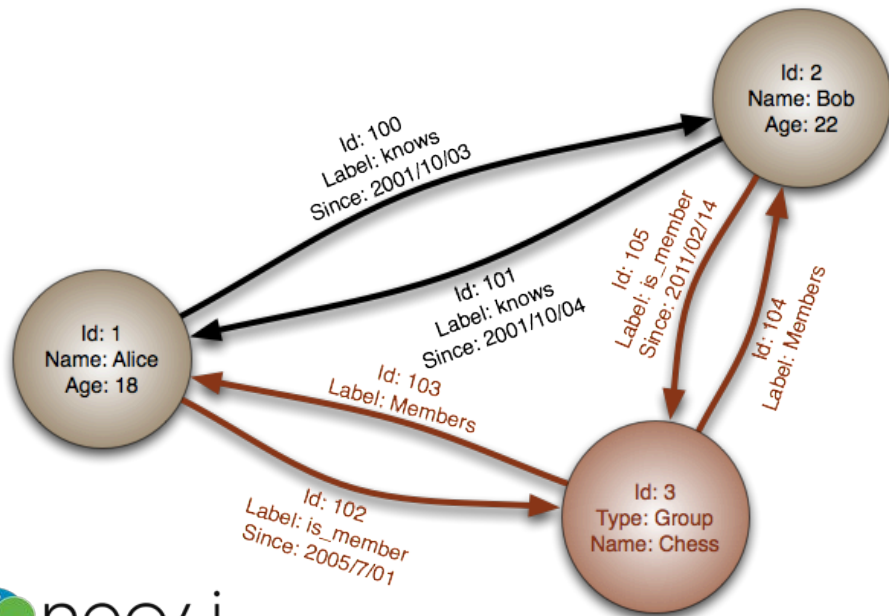 Id: 2
Name: Bob
Age: 22
Id: 100
Label: knows
Since: 2001/10/03
Id: 101
Label: knows
Since: 2001/10/04
Id: 105
Label: is_member
Since: 2011/02/14
Id: 104
Label: Members
Id: 1
Name: Alice
Age: 18
Id: 103
Label: Members
Id: 102
Label: is_member
Since: 2005/7/01
Id: 3
Type: Group
Name: Chess
neo4j